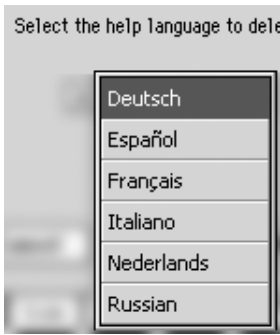 Select the help language to dele
Deutsch
Español
Français
Italiano
Nederlands
Russian